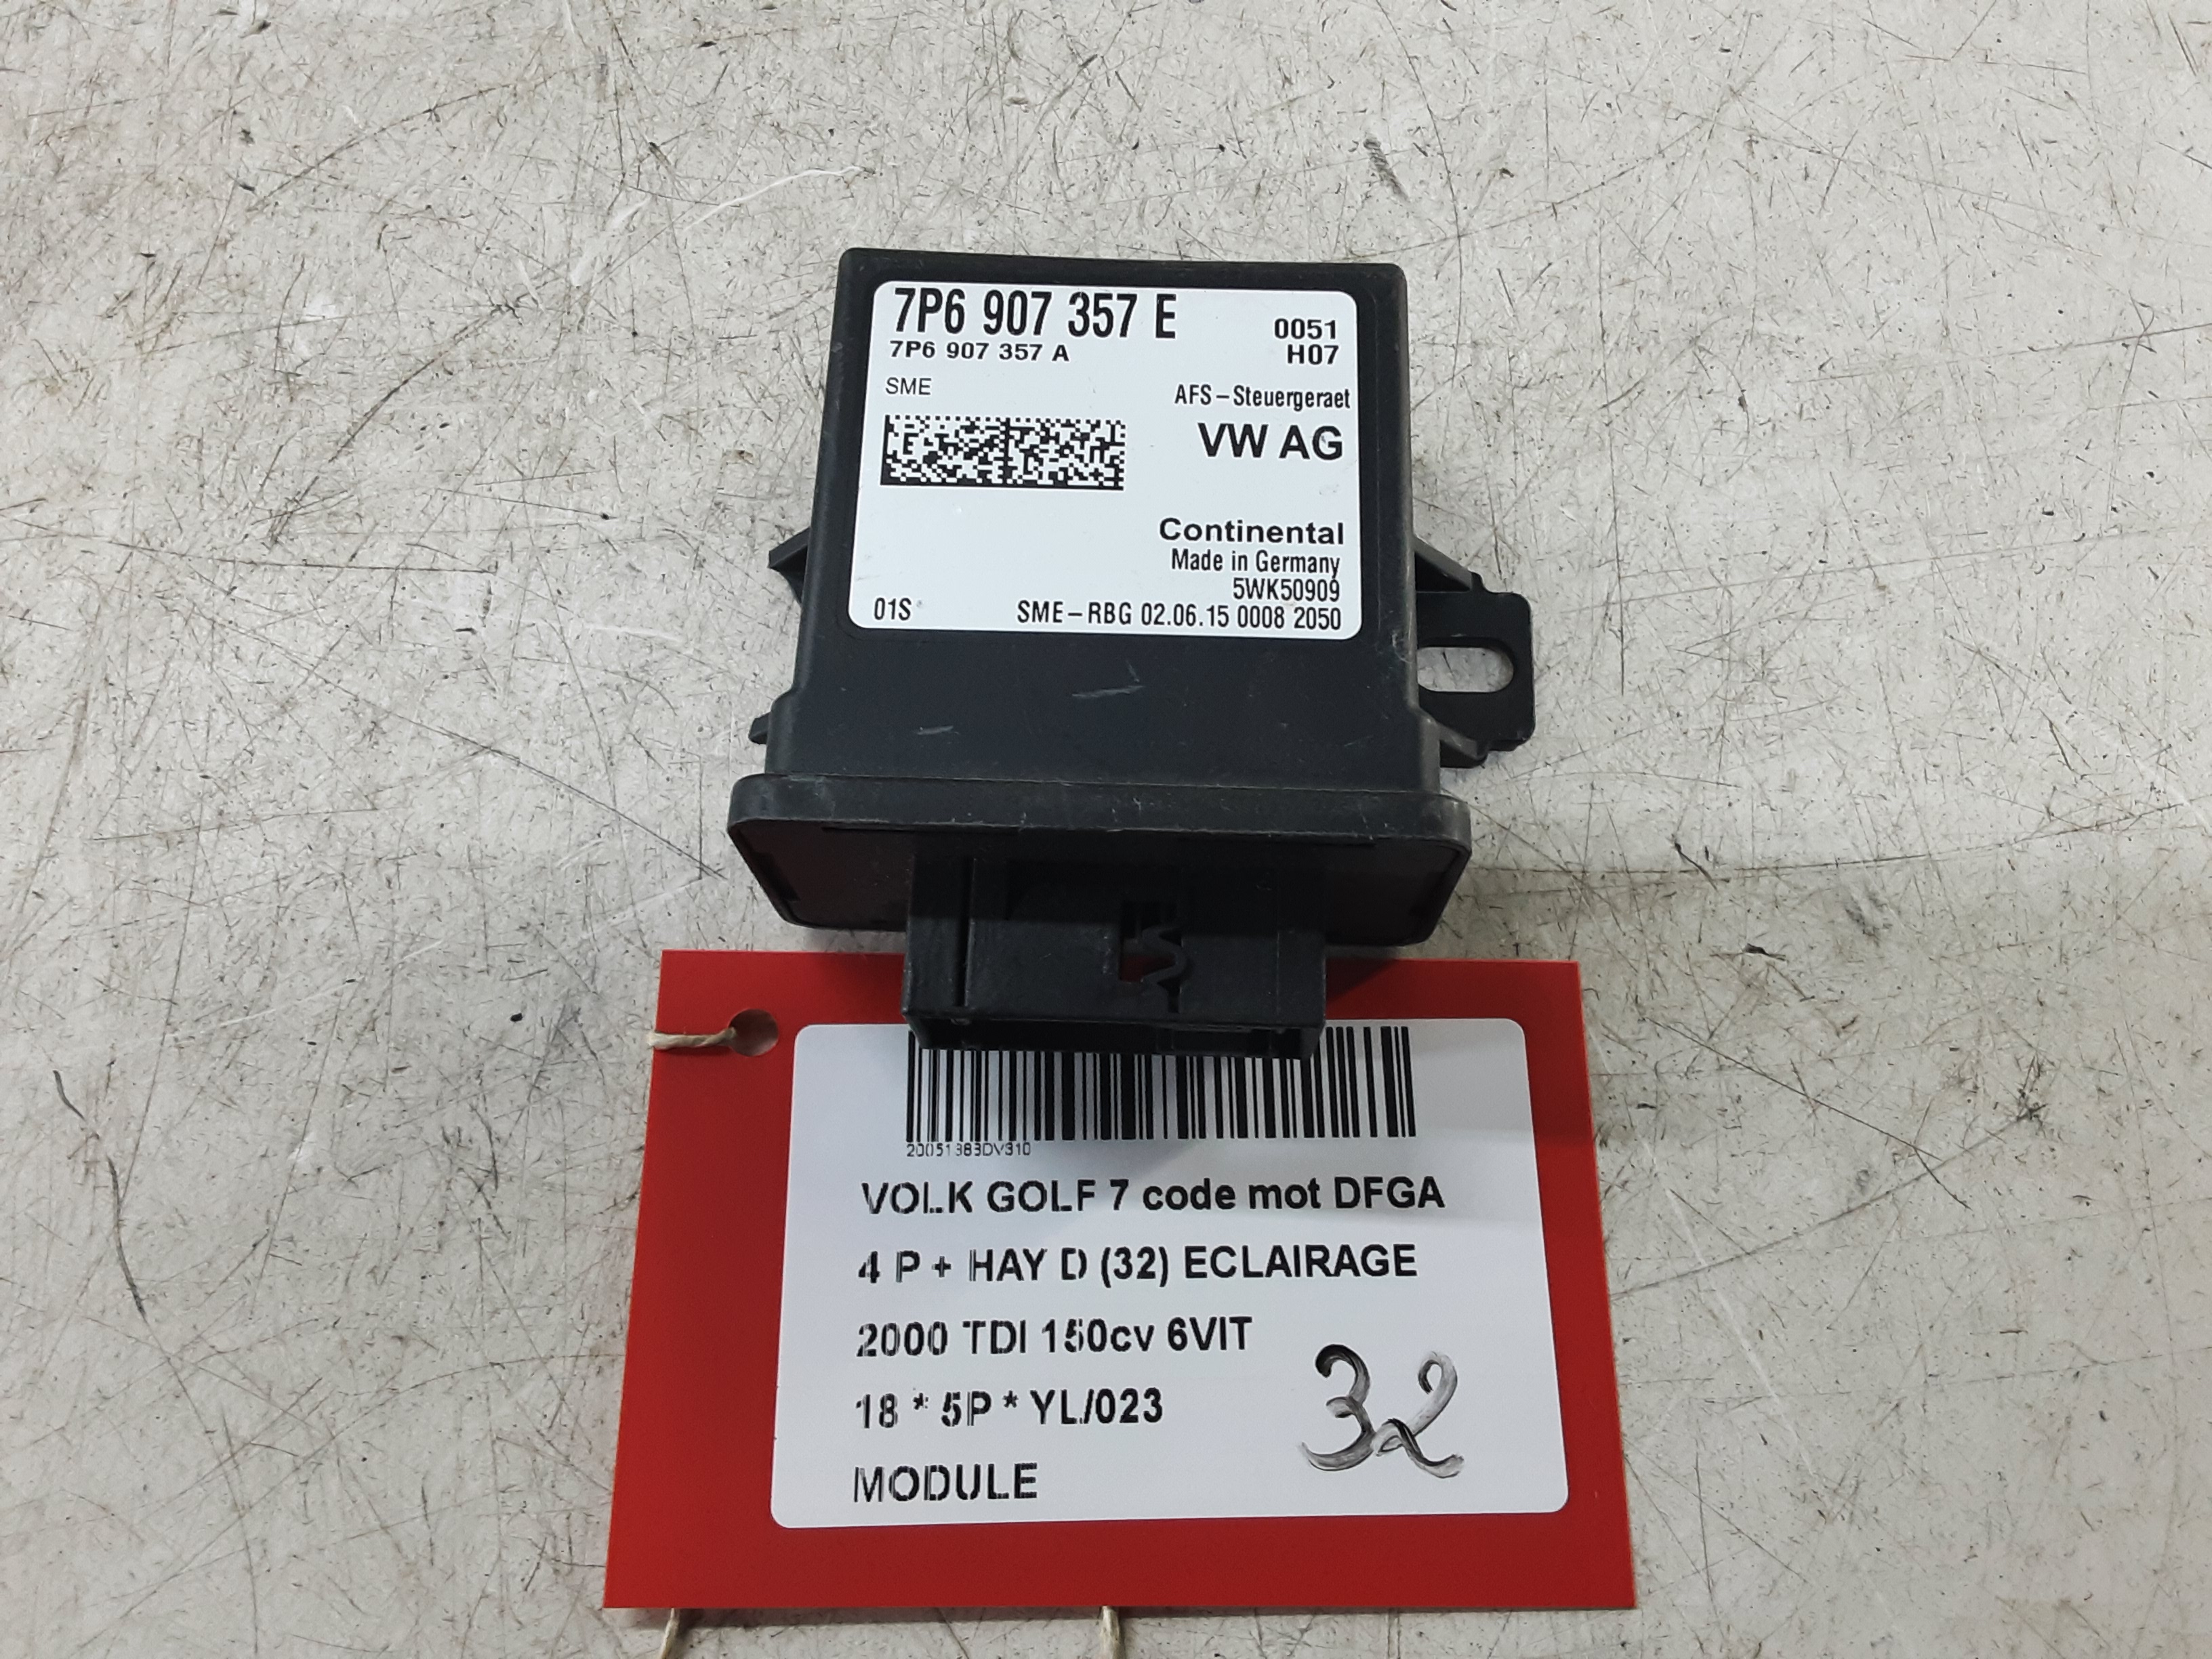 7P6 907 357 E
0051
7P6 907 357 A
H07
SME
AFS-Steuergeraet
VW AG
Continental
Made in Germany
5WK50909
01S SME-RBG 02.06.15 0008 2050
20051983DV310
VOLK GOLF 7 code mot DFGA
4 P + HAY D (32) ECLAIRAGE
2000 TDI 150cv 6VIT
18 * 5P * YL/023
32
MODULE